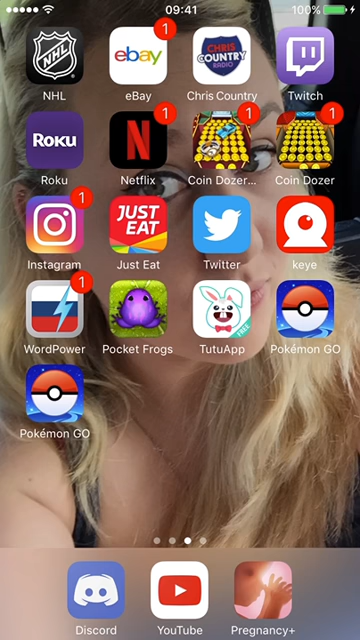 09:41
100%
NHL
ebay
1
CHRIS
COUNTRY
RADIO
NHL
eBay
Chris Country
Twitch
ROKU
N
1
1
1
Roku
Netflix
Coin Dozer...
Coin Dozer
1
JUST
EAT
Instagram
Just Eat
Twitter
keye
1
FREE
WordPower
Pocket Frogs
TutuApp
Pokémon GO
Pokémon GO
Discord
YouTube
Pregnancy+